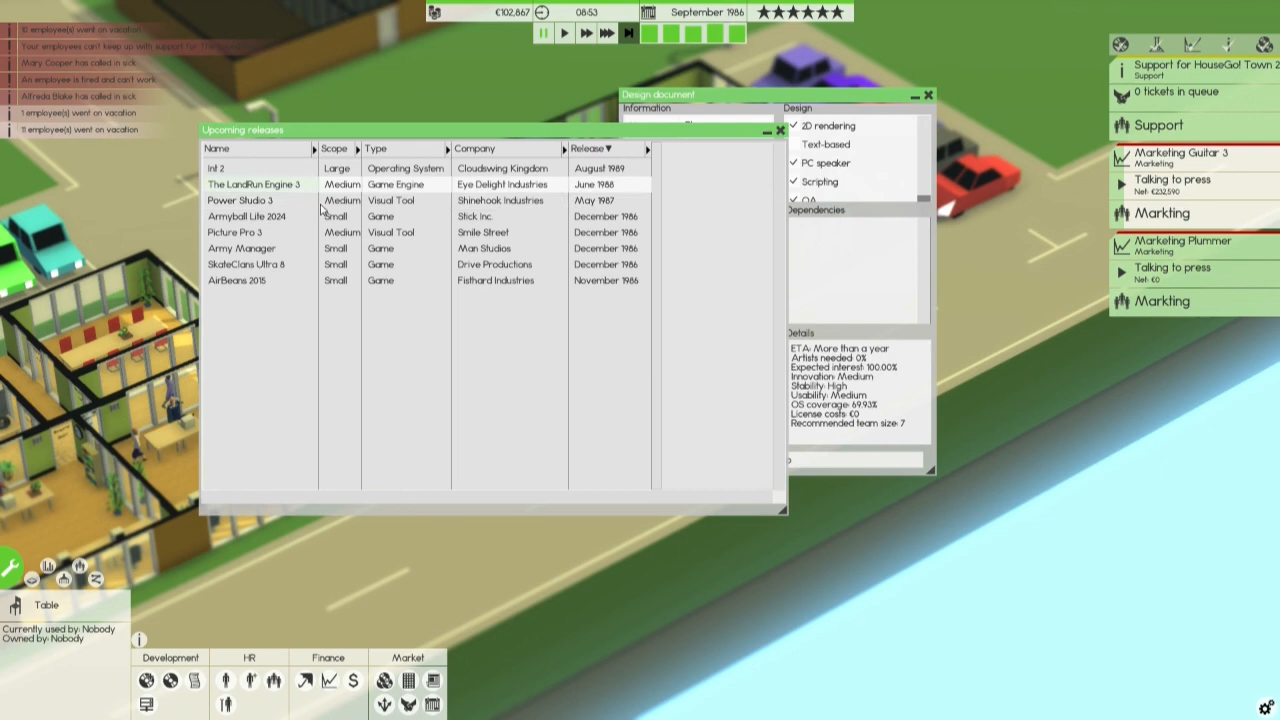 €102,867
08:53
September 1986
10 employee(s) went on vacation
Your employees can't keep up with support for
Mary Cooper has called in sick
An employee is tired and can't work
Alfreda Blake has called in sick
1 employee(s) went on vacation
11 employee(s) went on vacation
Design document
Information
Design
2D rendering
Text-based
PC speaker
Scripting
QA
Dependencies
Details
ETA: More than a year
Artists needed: 0%
Expected interest: 100.00%
Innovation: Medium
Stability: High
Usability: Medium
OS coverage: 69.93%
License costs: €0
Recommended team size: 7
Upcoming releases
Name Scope Type Company Release▼
Int 2 Large Operating System Cloudswing Kingdom August 1989
The LandRun Engine 3 Medium Game Engine Eye Delight Industries June 1988
Power Studio 3 Medium Visual Tool Shinehook Industries May 1987
Armyball Lite 2024 Small Game Stick Inc. December 1986
Picture Pro 3 Medium Visual Tool Smile Street December 1986
Army Manager Small Game Man Studios December 1986
SkateClans Ultra 8 Small Game Drive Productions December 1986
AirBeans 2015 Small Game Fisthard Industries November 1986
Support for HouseGo! Town 2
Support
0 tickets in queue
Support
Marketing Guitar 3
Marketing
Talking to press
Net: €232,590
Markting
Marketing Plummer
Marketing
Talking to press
Net: €0
Markting
Table
Currently used by: Nobody
Owned by: Nobody
Development HR Finance Market